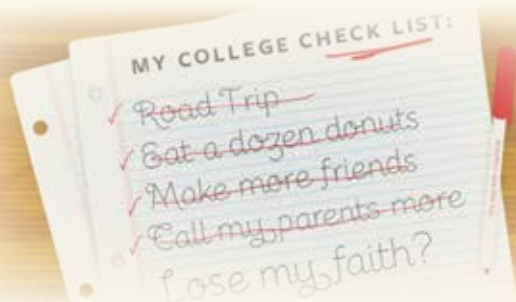 MY COLLEGE CHECK LIST:
Road Trip
Eat a dozen donuts
Make more friends
Call my parents more
Lose my faith?